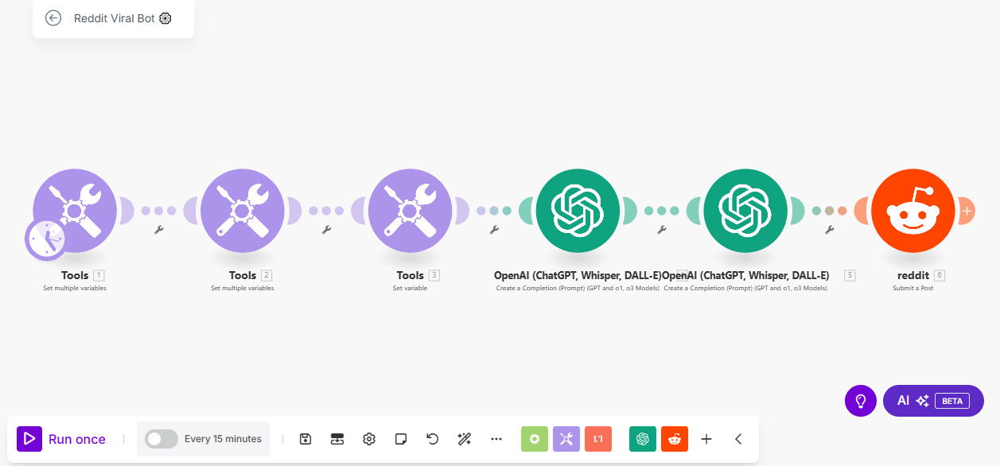 Reddit Viral Bot
Tools 1
Set multiple variables
Tools 2
Set multiple variables
Tools 3
Set variable
OpenAI (ChatGPT, Whisper, DALL-E)
Create a Completion (Prompt) (GPT and o1, o3 Models)
OpenAI (ChatGPT, Whisper, DALL-E) 5
Create a Completion (Prompt) (GPT and o1, o3 Models)
reddit 6
Submit a Post
AI BETA
Run once
Every 15 minutes